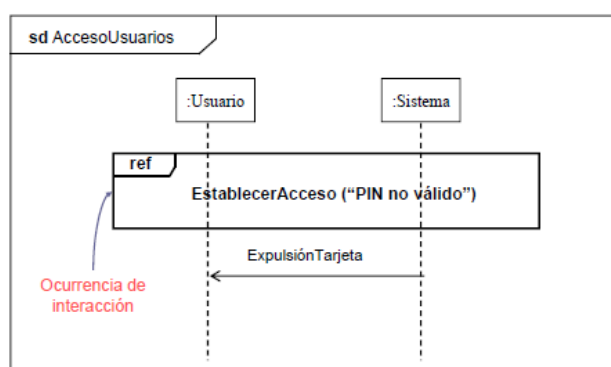 sd AccesoUsuarios
:Usuario
:Sistema
ref
EstablecerAcceso (“PIN no válido”)
ExpulsiónTarjeta
Ocurrencia de
interacción